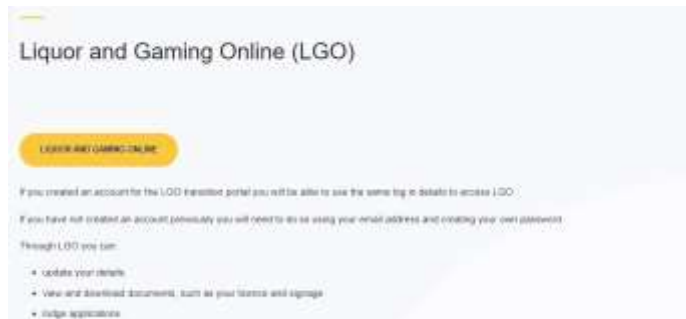 Liquor and Gaming Online (LGO)
LIQUOR AND GAMING ONLINE
If you created an account for the LGO transition portal you will be able to use the same log in details to access LGO
If you have not created an account previously you will need to do so using your email address and creating your own password
Through LGO you can:
• update your details
• view and download documents, such as your licence and signage
• lodge applications